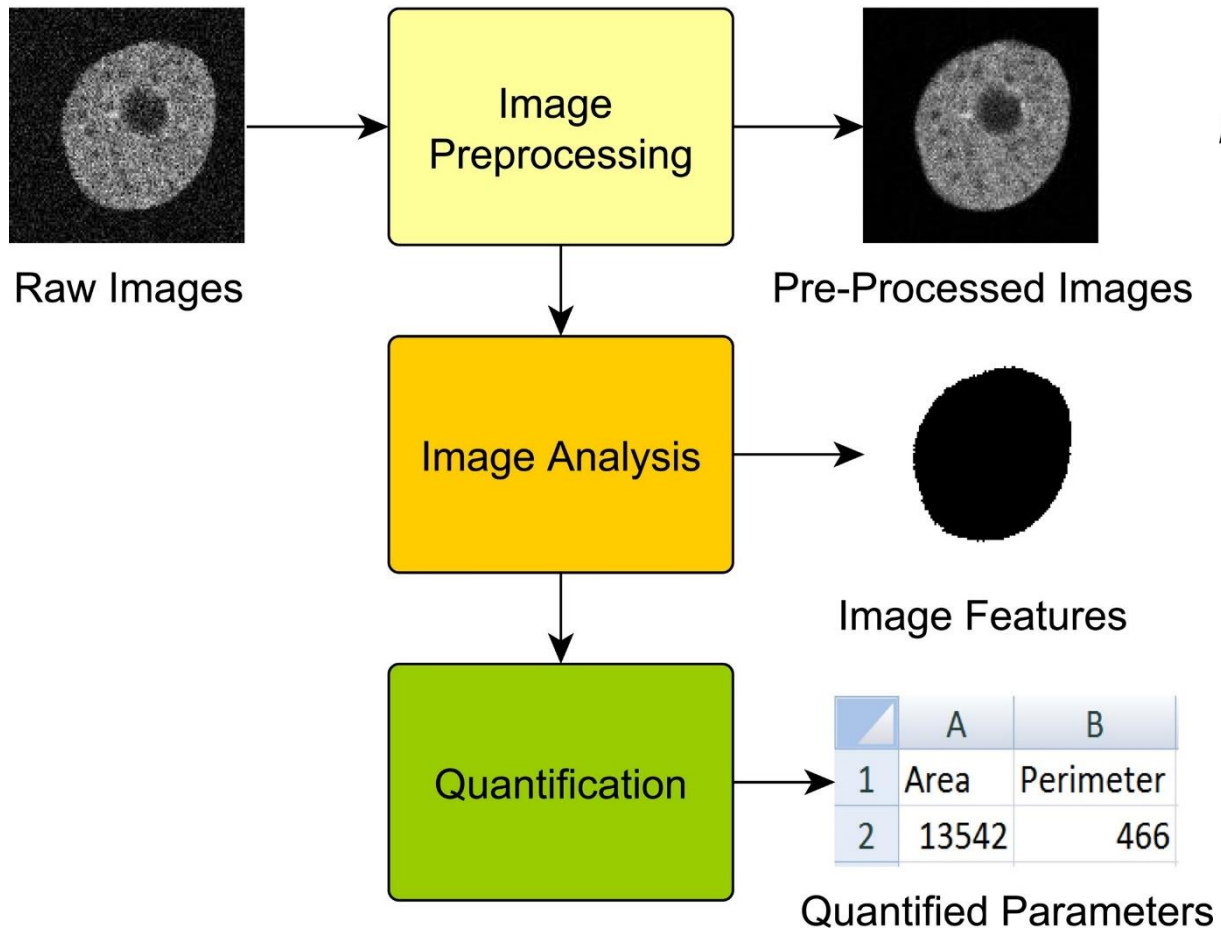 Image
Preprocessing
Raw Images
Pre-Processed Images
Image Analysis
Image Features
Quantification
A B
1 Area Perimeter
2 13542 466
Quantified Parameters